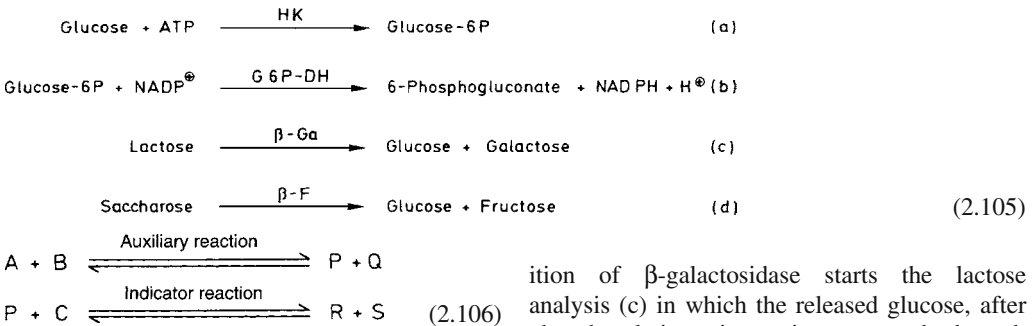 HK
Glucose + ATP → Glucose-6P (a)
G6P-DH
Glucose-6P + NADP⊕ → 6-Phosphogluconate + NADPH + H⊕ (b)
β-Ga
Lactose → Glucose + Galactose (c)
β-F
Saccharose → Glucose + Fructose (d) (2.105)
Auxiliary reaction
A + B ⇌ P + Q
Indicator reaction
P + C ⇌ R + S (2.106)
ition of β-galactosidase starts the lactose
analysis (c) in which the released glucose, after